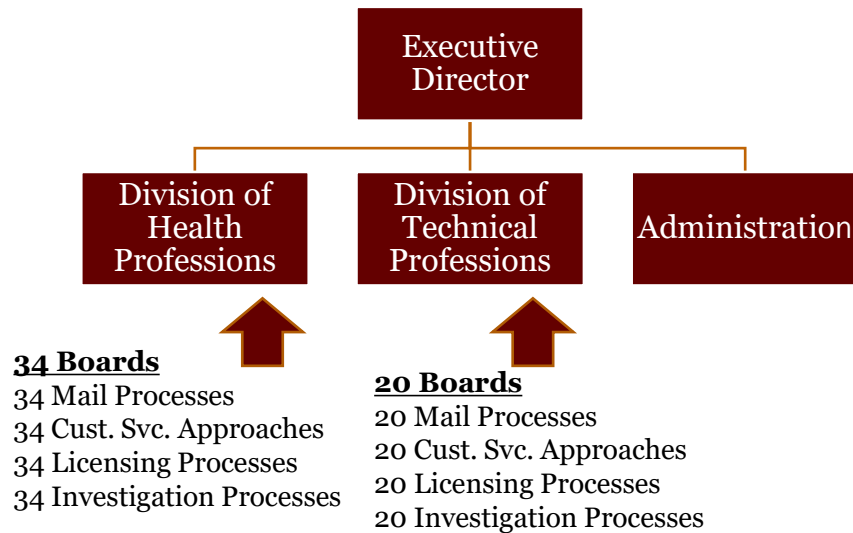 Executive
Director
Division of
Health
Professions
Division of
Technical
Professions
Administration
34 Boards
34 Mail Processes
34 Cust. Svc. Approaches
34 Licensing Processes
34 Investigation Processes
20 Boards
20 Mail Processes
20 Cust. Svc. Approaches
20 Licensing Processes
20 Investigation Processes